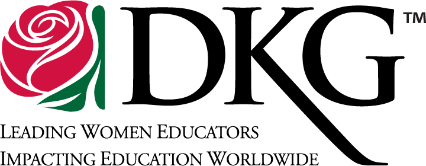 DKG™
LEADING WOMEN EDUCATORS
IMPACTING EDUCATION WORLDWIDE